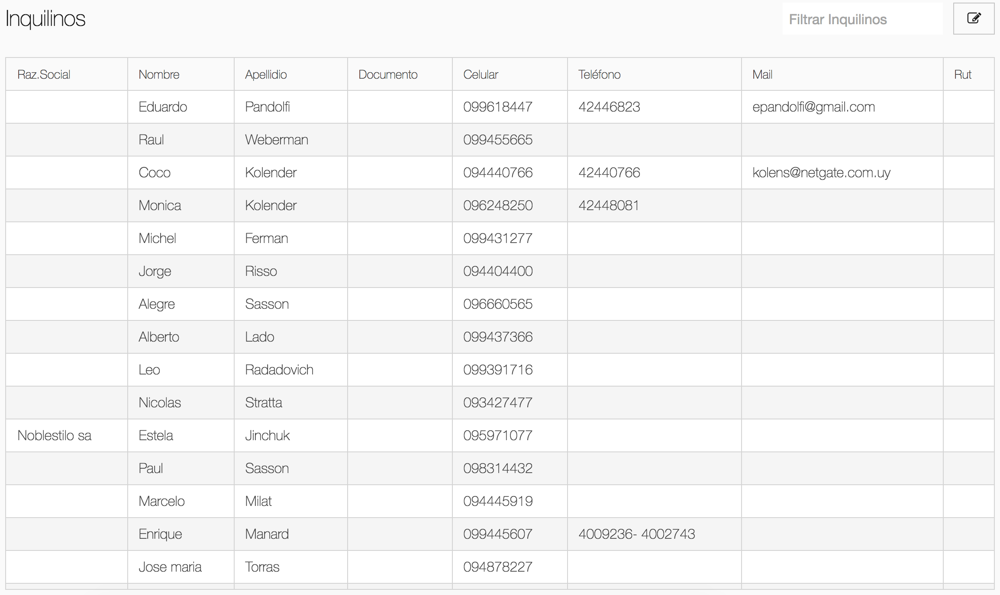 Inquilinos
Filtrar Inquilinos
Raz.Social Nombre Apellidio Documento Celular Teléfono Mail Rut
Eduardo Pandolfi 099618447 42446823 epandolfi@gmail.com
Raul Weberman 099455665
Coco Kolender 094440766 42440766 kolens@netgate.com.uy
Monica Kolender 096248250 42448081
Michel Ferman 099431277
Jorge Risso 094404400
Alegre Sasson 096660565
Alberto Lado 099437366
Leo Radadovich 099391716
Nicolas Stratta 093427477
Noblestilo sa Estela Jinchuk 095971077
Paul Sasson 098314432
Marcelo Milat 094445919
Enrique Manard 099445607 4009236- 4002743
Jose maria Torras 094878227